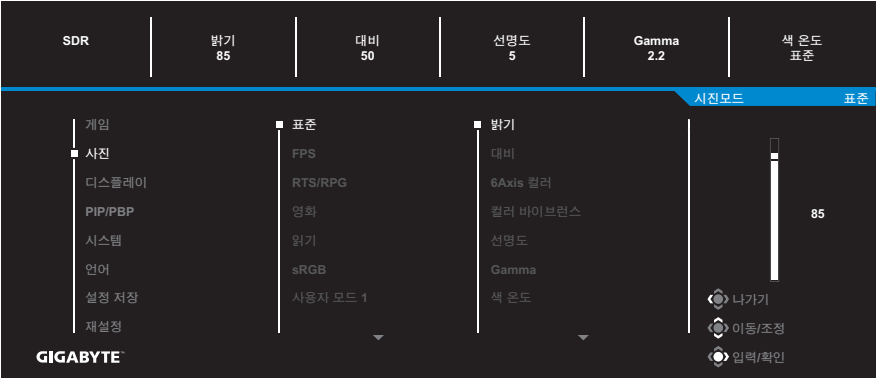 SDR
밝기
85
대비
50
선명도
5
Gamma
2.2
색 온도
표준
시진모드
표준
게임
사진
디스플레이
PIP/PBP
시스템
언어
설정 저장
재설정
표준
FPS
RTS/RPG
영화
읽기
sRGB
사용자 모드 1
밝기
대비
6Axis 컬러
컬러 바이브런스
선명도
Gamma
색 온도
85
나가기
이동/조정
입력/확인
GIGABYTE™